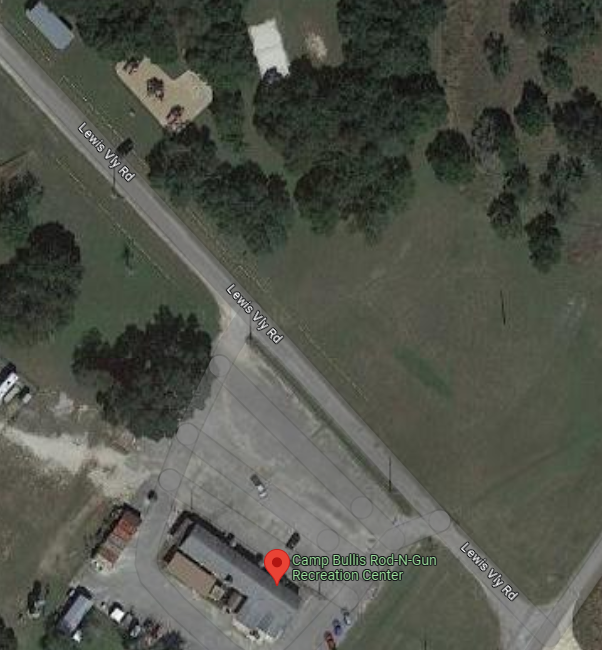 Lewis Vly Rd
Lewis Vly Rd
Camp Bullis Rod-N-Gun
Recreation Center
Lewis Vly Rd